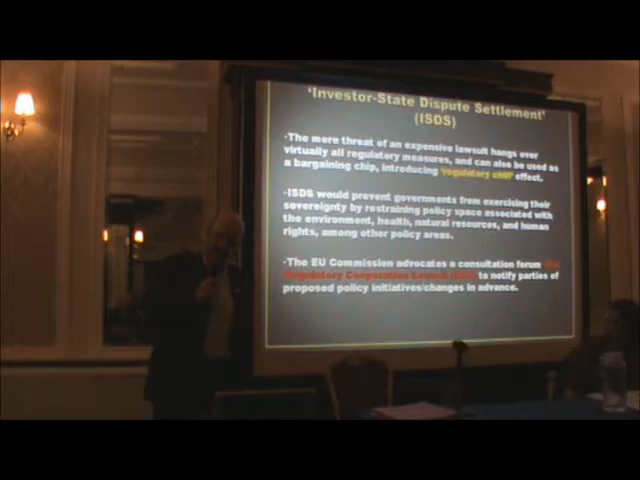 'Investor-State Dispute Settlement'
(ISDS)
-The mere threat of an expensive lawsuit hangs over
virtually all regulatory measures, and can also be used as
a bargaining chip, introducing 'regulatory chill' effect.
-ISDS would prevent governments from exercising their
sovereignty by restraining policy space associated with
the environment, health, natural resources, and human
rights, among other policy areas.
-The EU Commission advocates a consultation forum
Regulatory Cooperation Council to notify parties of
proposed policy initiatives/changes in advance.